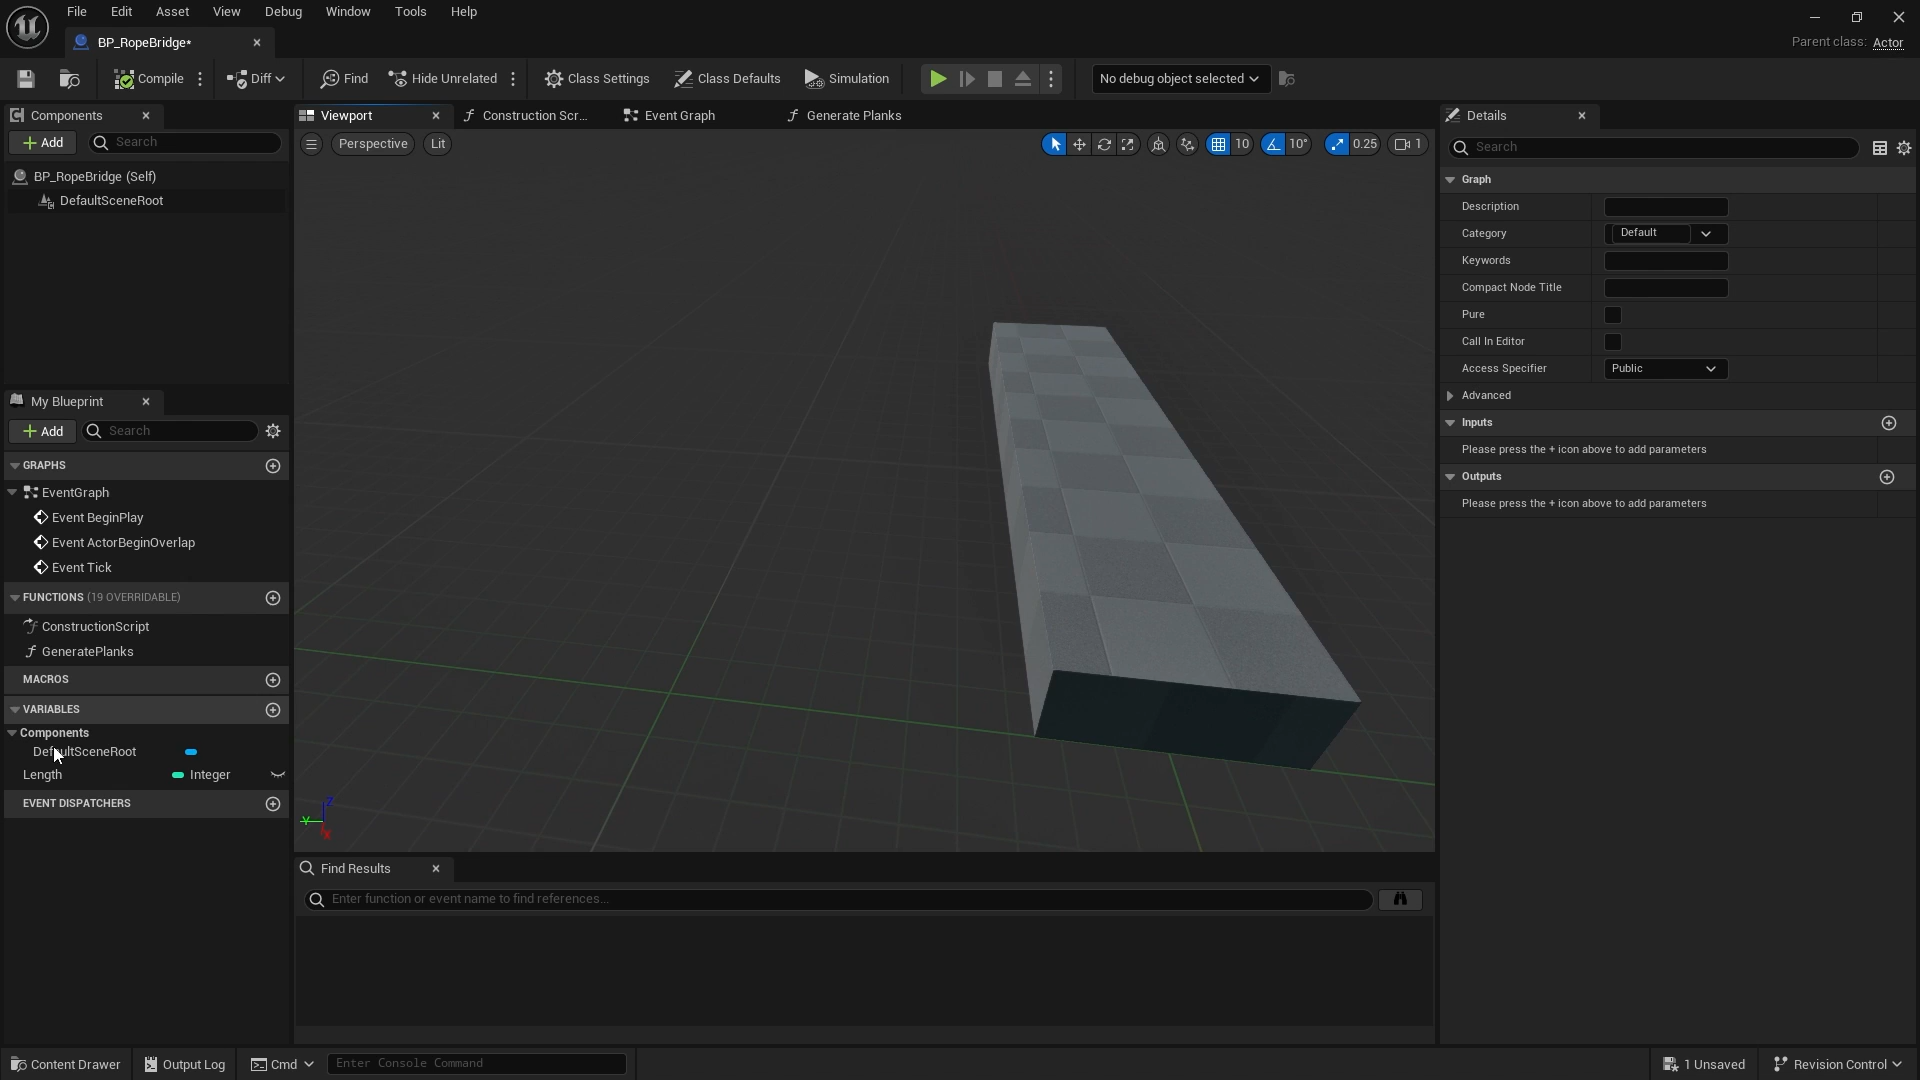 File Edit Asset View Debug Window Tools Help
BP_RopeBridge*
Parent class: Actor
Compile Diff Find Hide Unrelated Class Settings Class Defaults Simulation No debug object selected
Components
Add Search
BP_RopeBridge (Self)
DefaultSceneRoot
My Blueprint
Add Search
GRAPHS
EventGraph
Event BeginPlay
Event ActorBeginOverlap
Event Tick
FUNCTIONS (19 OVERRIDABLE)
ConstructionScript
GeneratePlanks
MACROS
VARIABLES
Components
DefaultSceneRoot
Length Integer
EVENT DISPATCHERS
Viewport Construction Scr... Event Graph Generate Planks
Perspective Lit 10 10° 0.25 1
Z
Y
X
Find Results
Enter function or event name to find references...
Details
Search
Graph
Description
Category Default
Keywords
Compact Node Title
Pure
Call In Editor
Access Specifier Public
Advanced
Inputs
Please press the + icon above to add parameters
Outputs
Please press the + icon above to add parameters
Content Drawer Output Log Cmd Enter Console Command 1 Unsaved Revision Control